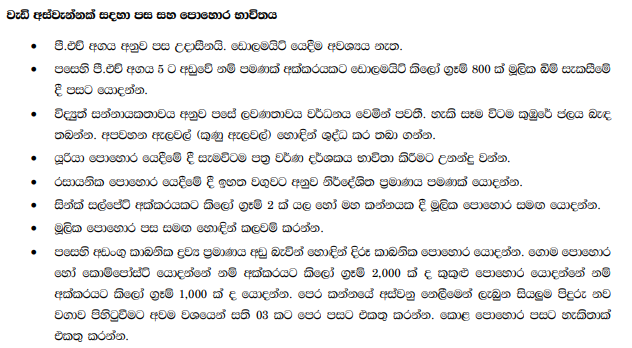 වැඩි අස්වැන්නක් සඳහා පස සහ පොහොර භාවිතය
• පී.එච් අගය අනුව පස උදාසීනයි. ඩොලමයිට් යෙදීම අවශ්‍යය නැත.
• පසෙහි පී.එච් අගය 5 ට අඩුවේ නම් පමණක් අක්කරයකට ඩොලමයිට් කිලෝ ග්‍රෑම් 800 ක් මූලික බිම් සැකසීමේ
දී පසට යොදන්න.
• විද්‍යුත් සන්නායකතාවය අනුව පසේ ලවණතාවය වර්ධනය වෙමින් පවතී. හැකි සෑම විටම කුඹුරේ ජලය බැඳ
තබන්න. අපවහන ඇලවල් (කුණු ඇලවල්) හොඳින් ශුද්ධ කර තබා ගන්න.
• යූරියා පොහොර යෙදීමේ දී සැමවිටම පත්‍ර වර්ණ දර්ශකය භාවිතා කිරීමට උනන්දු වන්න.
• රසායනික පොහොර යෙදීමේ දී ඉහත වගුවට අනුව නිර්දේශිත ප්‍රමාණය පමණක් යොදන්න.
• සින්ක් සල්පේට් අක්කරයකට කිලෝ ග්‍රෑම් 2 ක් යල හෝ මහ කන්නයක දී මූලික පොහොර සමඟ යොදන්න.
• මූලික පොහොර පස සමඟ හොඳින් කලවම් කරන්න.
• පසෙහි අඩංගු කාබනික ද්‍රව්‍ය ප්‍රමාණය අඩු බැවින් හොඳින් දිරූ කාබනික පොහොර යොදන්න. ගොම පොහොර
හෝ කොම්පෝස්ට් යොදන්නේ නම් අක්කරයට කිලෝ ග්‍රෑම් 2,000 ක් ද කුකුළු පොහොර යොදන්නේ නම්
අක්කරයට කිලෝ ග්‍රෑම් 1,000 ක් ද යොදන්න. පෙර කන්නයේ අස්වනු නෙලීමෙන් ලැබුන සියලුම පිදුරු නව
වගාව පිහිටුවීමට අවම වශයෙන් සති 03 කට පෙර පසට එකතු කරන්න. කොළ පොහොර පසට හැකිතාක්
එකතු කරන්න.